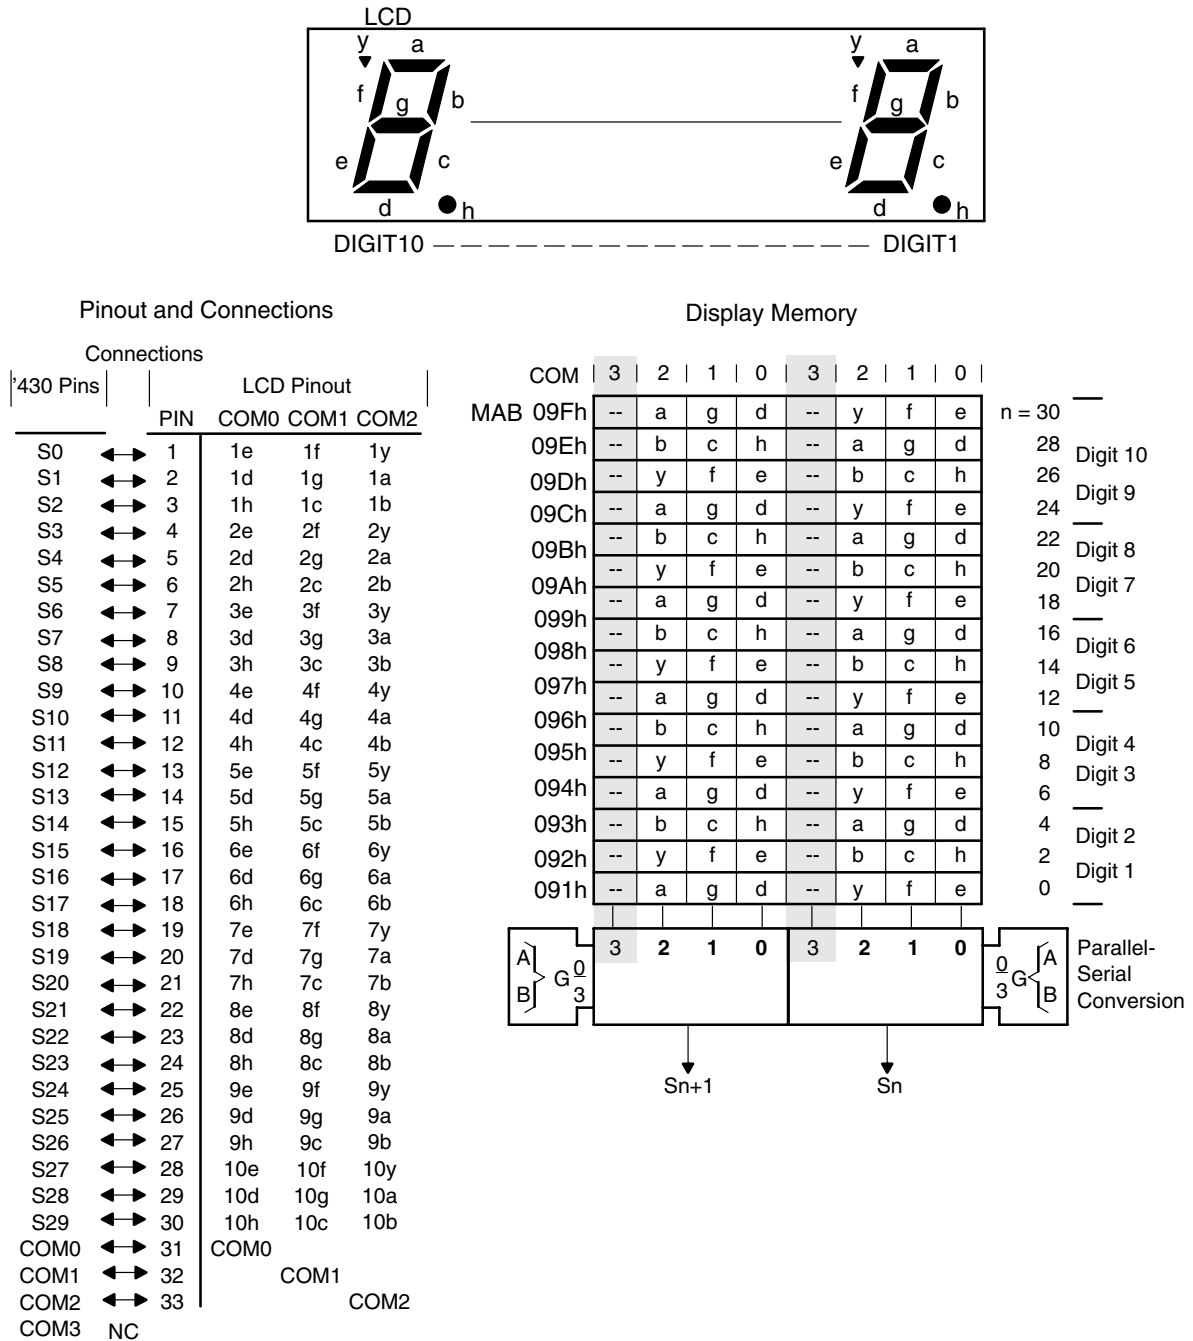 LCD
y a y a
f g b f g b
e c e c
d h d h
DIGIT10 DIGIT1
Pinout and Connections
Connections
'430 Pins LCD Pinout
PIN COM0 COM1 COM2
S0 1 1e 1f 1y
S1 2 1d 1g 1a
S2 3 1h 1c 1b
S3 4 2e 2f 2y
S4 5 2d 2g 2a
S5 6 2h 2c 2b
S6 7 3e 3f 3y
S7 8 3d 3g 3a
S8 9 3h 3c 3b
S9 10 4e 4f 4y
S10 11 4d 4g 4a
S11 12 4h 4c 4b
S12 13 5e 5f 5y
S13 14 5d 5g 5a
S14 15 5h 5c 5b
S15 16 6e 6f 6y
S16 17 6d 6g 6a
S17 18 6h 6c 6b
S18 19 7e 7f 7y
S19 20 7d 7g 7a
S20 21 7h 7c 7b
S21 22 8e 8f 8y
S22 23 8d 8g 8a
S23 24 8h 8c 8b
S24 25 9e 9f 9y
S25 26 9d 9g 9a
S26 27 9h 9c 9b
S27 28 10e 10f 10y
S28 29 10d 10g 10a
S29 30 10h 10c 10b
COM0 31 COM0
COM1 32 COM1
COM2 33 COM2
COM3 NC
Display Memory
COM 3 2 1 0 3 2 1 0
MAB 09Fh -- a g d -- y f e n = 30
09Eh -- b c h -- a g d 28 Digit 10
09Dh -- y f e -- b c h 26
09Ch -- a g d -- y f e 24 Digit 9
09Bh -- b c h -- a g d 22 Digit 8
09Ah -- y f e -- b c h 20 Digit 7
099h -- a g d -- y f e 18
098h -- b c h -- a g d 16 Digit 6
097h -- y f e -- b c h 14 Digit 5
096h -- a g d -- y f e 12
095h -- b c h -- a g d 10 Digit 4
094h -- y f e -- b c h 8 Digit 3
-- a g d -- y f e 6
093h -- b c h -- a g d 4 Digit 2
092h -- y f e -- b c h 2 Digit 1
091h -- a g d -- y f e 0
A B G 0 3 3 2 1 0 3 2 1 0 0 3 G A B
Parallel-
Serial
Conversion
Sn+1 Sn